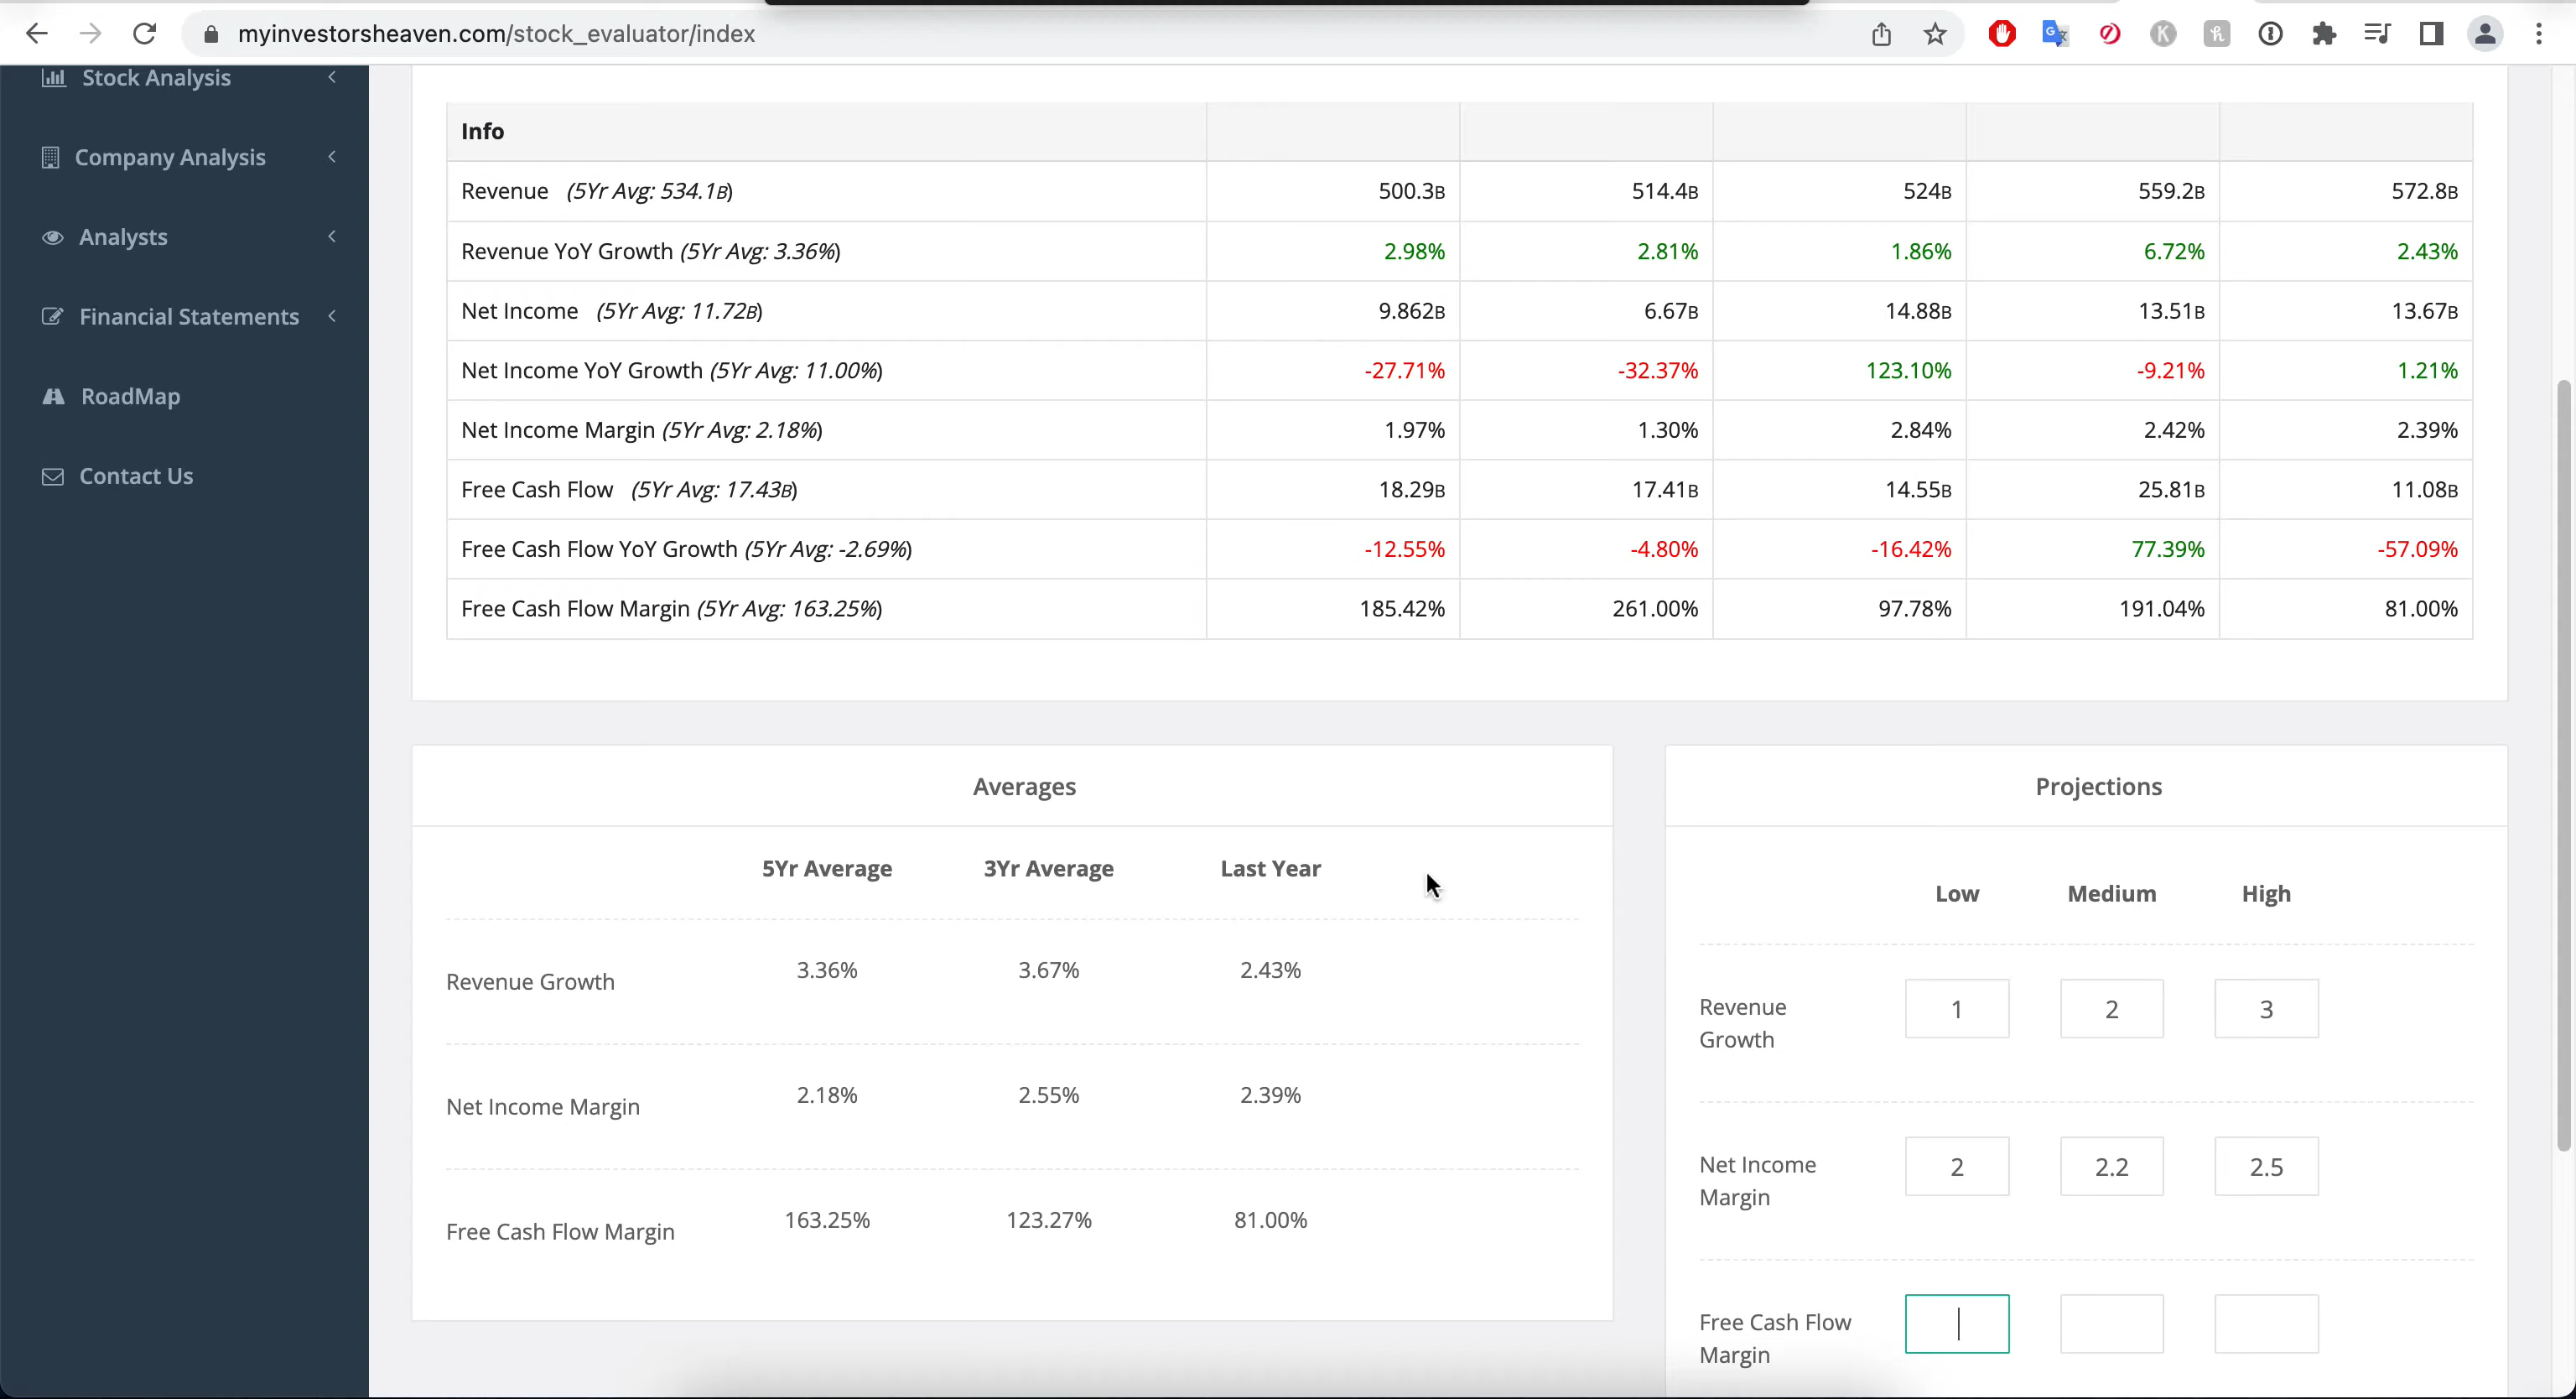 myinvestorsheaven.com/stock_evaluator/index
Stock Analysis
Company Analysis
Analysts
Financial Statements
RoadMap
Contact Us
Info
Revenue (5Yr Avg: 534.1B) 500.3B 514.4B 524B 559.2B 572.8B
Revenue YoY Growth (5Yr Avg: 3.36%) 2.98% 2.81% 1.86% 6.72% 2.43%
Net Income (5Yr Avg: 11.72B) 9.862B 6.67B 14.88B 13.51B 13.67B
Net Income YoY Growth (5Yr Avg: 11.00%) -27.71% -32.37% 123.10% -9.21% 1.21%
Net Income Margin (5Yr Avg: 2.18%) 1.97% 1.30% 2.84% 2.42% 2.39%
Free Cash Flow (5Yr Avg: 17.43B) 18.29B 17.41B 14.55B 25.81B 11.08B
Free Cash Flow YoY Growth (5Yr Avg: -2.69%) -12.55% -4.80% -16.42% 77.39% -57.09%
Free Cash Flow Margin (5Yr Avg: 163.25%) 185.42% 261.00% 97.78% 191.04% 81.00%
Averages
5Yr Average 3Yr Average Last Year
Revenue Growth 3.36% 3.67% 2.43%
Net Income Margin 2.18% 2.55% 2.39%
Free Cash Flow Margin 163.25% 123.27% 81.00%
Projections
Low Medium High
Revenue
Growth
1 2 3
Net Income
Margin
2 2.2 2.5
Free Cash Flow
Margin